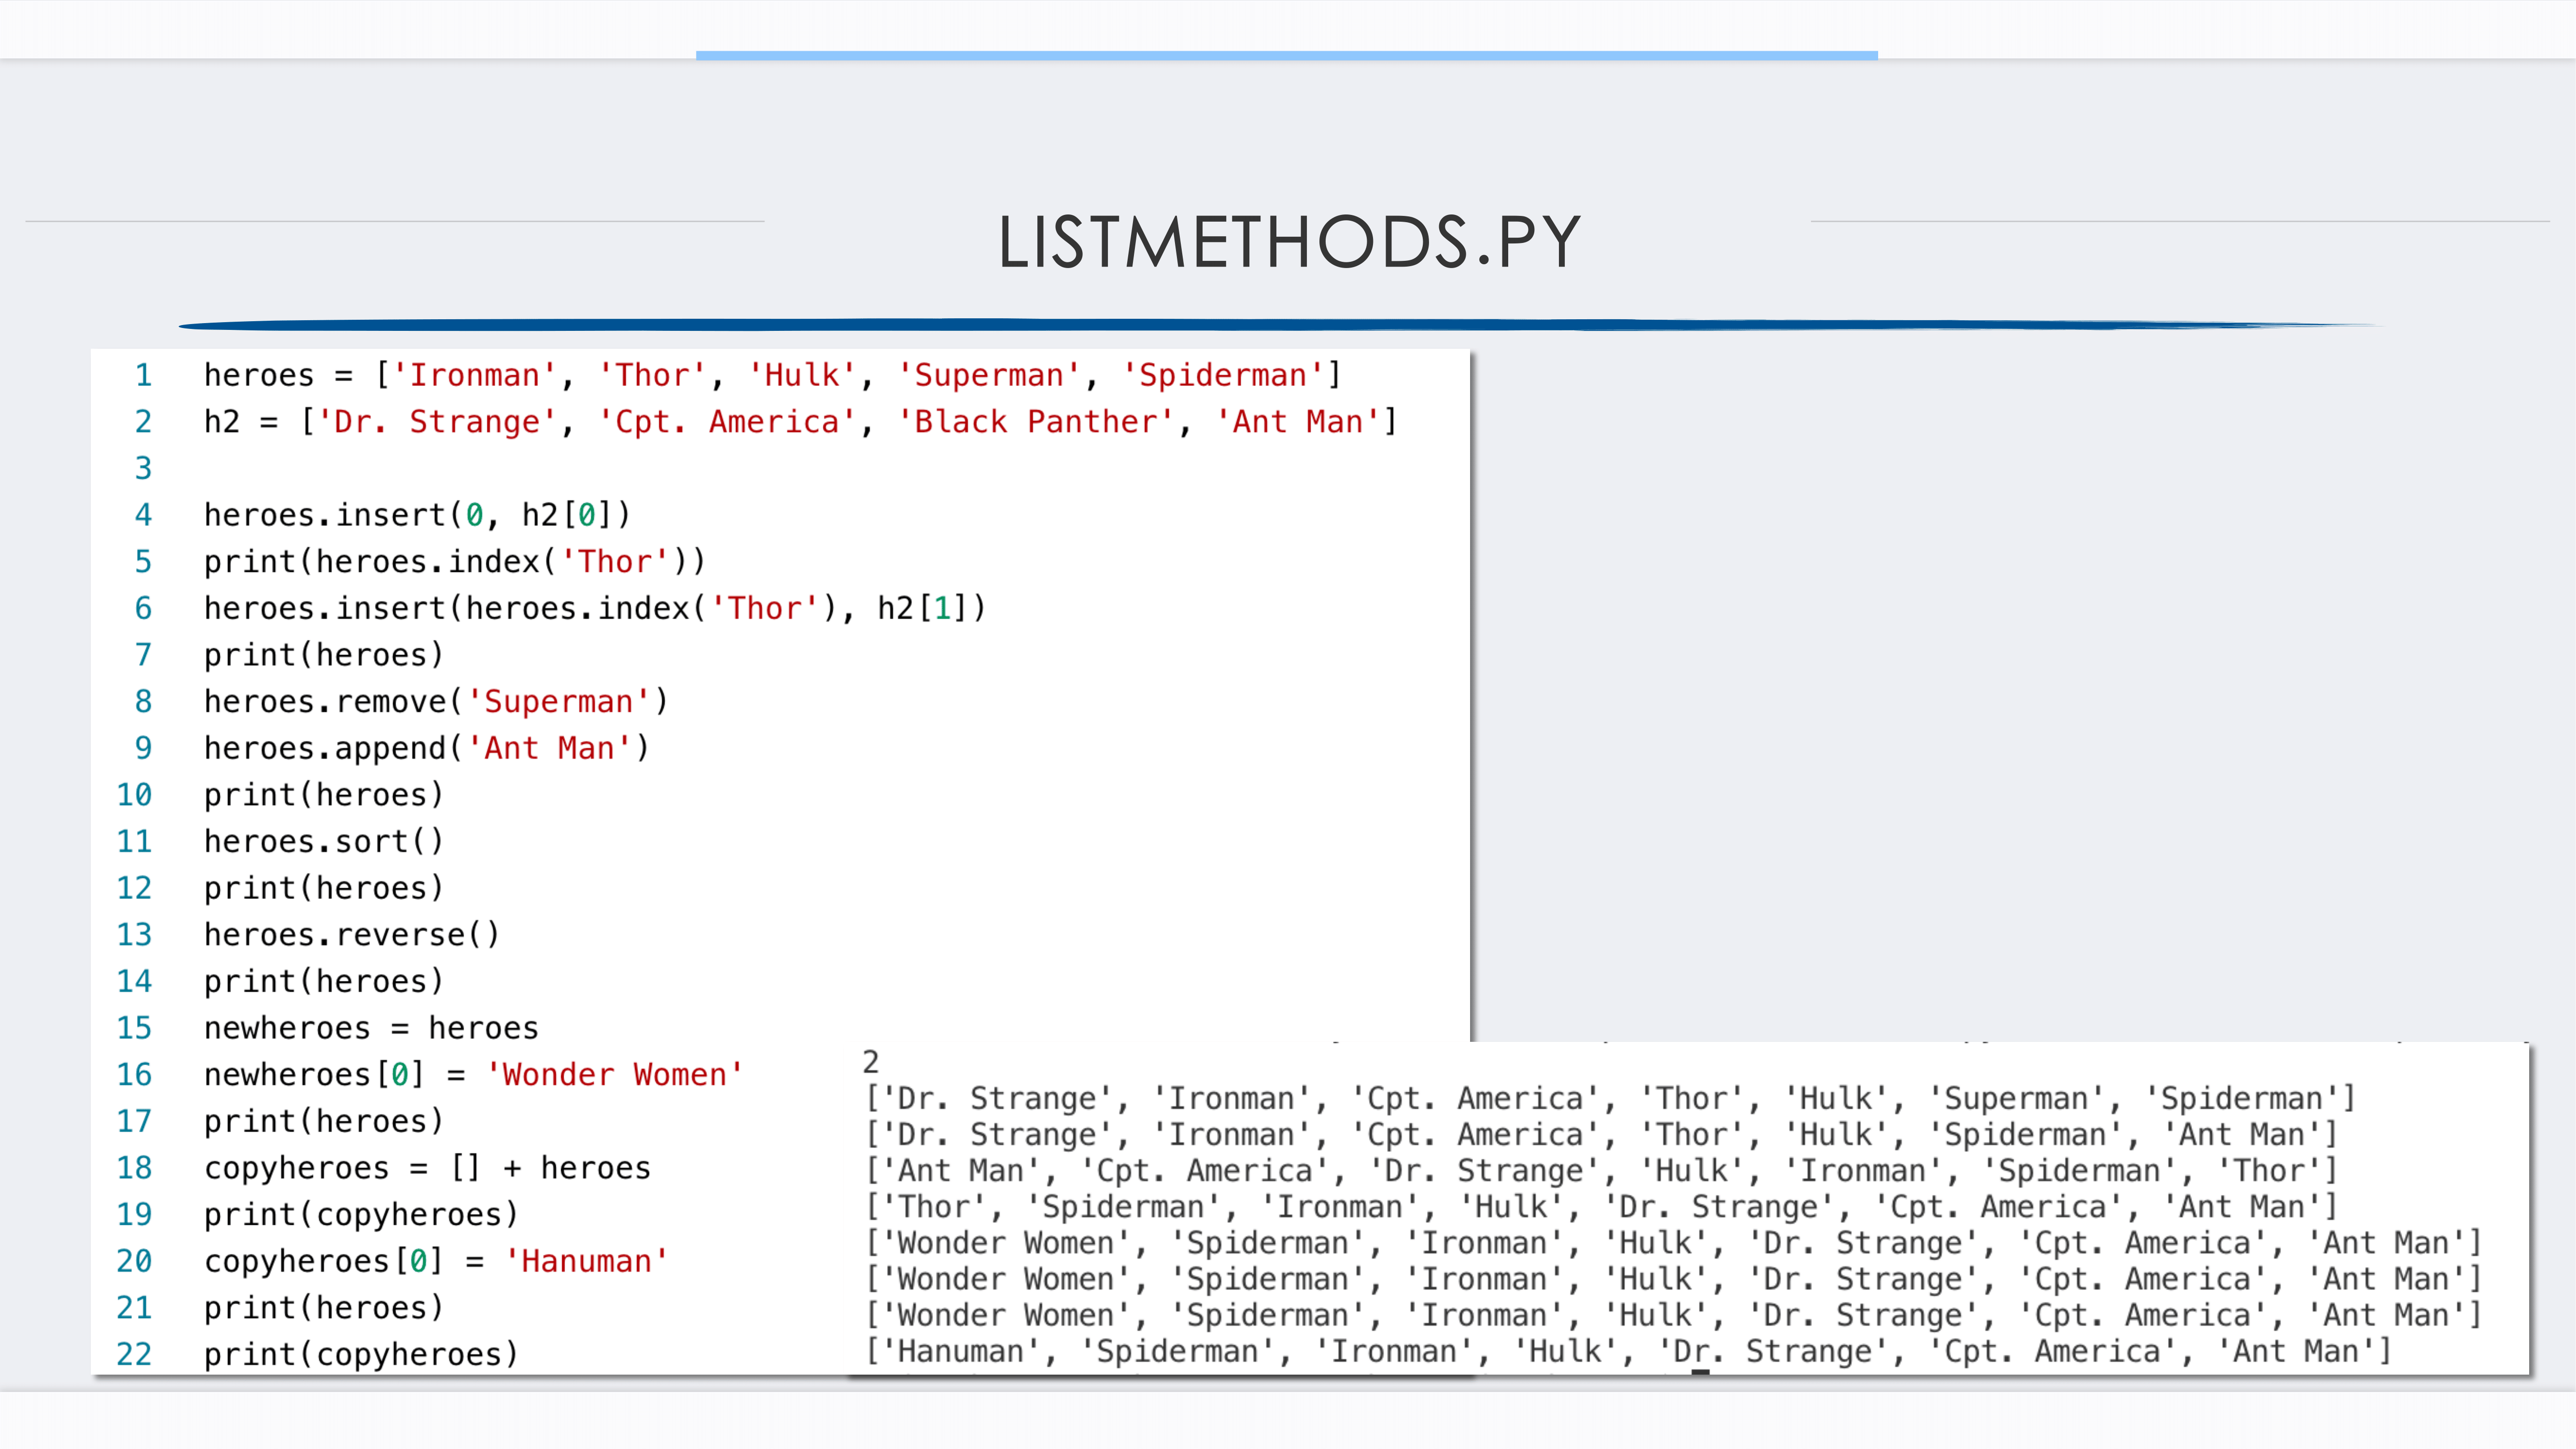 LISTMETHODS.PY
1 heroes = ['Ironman', 'Thor', 'Hulk', 'Superman', 'Spiderman']
2 h2 = ['Dr. Strange', 'Cpt. America', 'Black Panther', 'Ant Man']
3
4 heroes.insert(0, h2[0])
5 print(heroes.index('Thor'))
6 heroes.insert(heroes.index('Thor'), h2[1])
7 print(heroes)
8 heroes.remove('Superman')
9 heroes.append('Ant Man')
10 print(heroes)
11 heroes.sort()
12 print(heroes)
13 heroes.reverse()
14 print(heroes)
15 newheroes = heroes
16 newheroes[0] = 'Wonder Women'
17 print(heroes)
18 copyheroes = [] + heroes
19 print(copyheroes)
20 copyheroes[0] = 'Hanuman'
21 print(heroes)
22 print(copyheroes)
2
['Dr. Strange', 'Ironman', 'Cpt. America', 'Thor', 'Hulk', 'Superman', 'Spiderman']
['Dr. Strange', 'Ironman', 'Cpt. America', 'Thor', 'Hulk', 'Spiderman', 'Ant Man']
['Ant Man', 'Cpt. America', 'Dr. Strange', 'Hulk', 'Ironman', 'Spiderman', 'Thor']
['Thor', 'Spiderman', 'Ironman', 'Hulk', 'Dr. Strange', 'Cpt. America', 'Ant Man']
['Wonder Women', 'Spiderman', 'Ironman', 'Hulk', 'Dr. Strange', 'Cpt. America', 'Ant Man']
['Wonder Women', 'Spiderman', 'Ironman', 'Hulk', 'Dr. Strange', 'Cpt. America', 'Ant Man']
['Wonder Women', 'Spiderman', 'Ironman', 'Hulk', 'Dr. Strange', 'Cpt. America', 'Ant Man']
['Hanuman', 'Spiderman', 'Ironman', 'Hulk', 'Dr. Strange', 'Cpt. America', 'Ant Man']